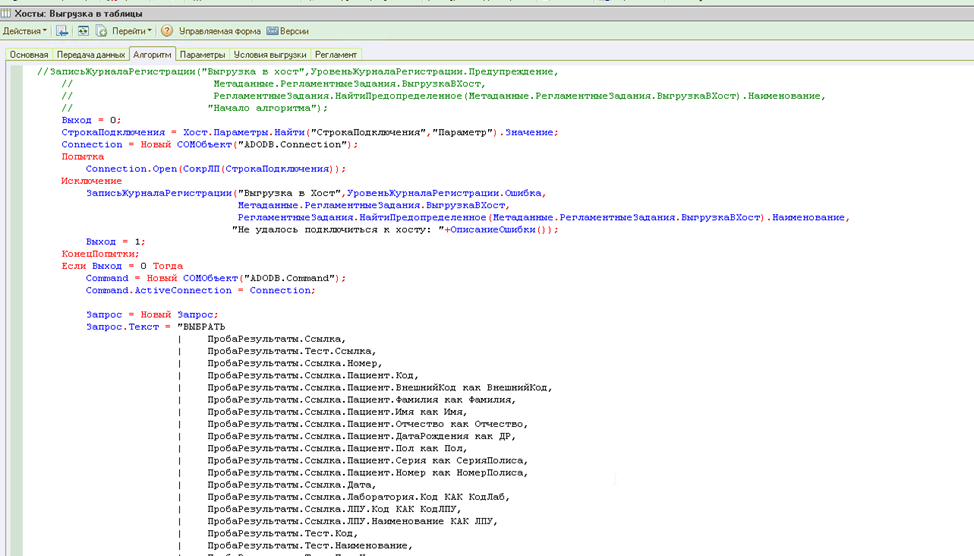 Хосты: Выгрузка в таблицы
Действия Перейти Управляемая форма Версии
Основная Передача данных Алгоритм Параметры Условия выгрузки Регламент
//ЗаписьЖурналаРегистрации("Выгрузка в хост",УровеньЖурналаРегистрации.Предупреждение,
// Метаданные.РегламентныеЗадания.ВыгрузкаВХост,
// РегламентныеЗадания.НайтиПредопределенное(Метаданные.РегламентныеЗадания.ВыгрузкаВХост).Наименование,
// "Начало алгоритма");
Выход = 0;
СтрокаПодключения = Хост.Параметры.Найти("СтрокаПодключения","Параметр").Значение;
Connection = Новый COMОбъект("ADODB.Connection");
Попытка
Connection.Open(СокрЛП(СтрокаПодключения));
Исключение
ЗаписьЖурналаРегистрации("Выгрузка в Хост",УровеньЖурналаРегистрации.Ошибка,
Метаданные.РегламентныеЗадания.ВыгрузкаВХост,
РегламентныеЗадания.НайтиПредопределенное(Метаданные.РегламентныеЗадания.ВыгрузкаВХост).Наименование,
"Не удалось подключиться к хосту: "+ОписаниеОшибки());
Выход = 1;
КонецПопытки;
Если Выход = 0 Тогда
Command = Новый COMОбъект("ADODB.Command");
Command.ActiveConnection = Connection;
Запрос = Новый Запрос;
Запрос.Текст = "ВЫБРАТЬ
| ПробаРезультаты.Ссылка,
| ПробаРезультаты.Тест.Ссылка,
| ПробаРезультаты.Ссылка.Номер,
| ПробаРезультаты.Ссылка.Пациент.Код,
| ПробаРезультаты.Ссылка.Пациент.ВнешнийКод как ВнешнийКод,
| ПробаРезультаты.Ссылка.Пациент.Фамилия как Фамилия,
| ПробаРезультаты.Ссылка.Пациент.Имя как Имя,
| ПробаРезультаты.Ссылка.Пациент.Отчество как Отчество,
| ПробаРезультаты.Ссылка.Пациент.ДатаРождения как ДР,
| ПробаРезультаты.Ссылка.Пациент.Пол как Пол,
| ПробаРезультаты.Ссылка.Пациент.Серия как СерияПолиса,
| ПробаРезультаты.Ссылка.Пациент.Номер как НомерПолиса,
| ПробаРезультаты.Ссылка.Дата,
| ПробаРезультаты.Ссылка.Лаборатория.Код КАК КодЛаб,
| ПробаРезультаты.Ссылка.ЛПУ.Код КАК КодЛПУ,
| ПробаРезультаты.Ссылка.ЛПУ.Наименование КАК ЛПУ,
| ПробаРезультаты.Тест.Код,
| ПробаРезультаты.Тест.Наименование,